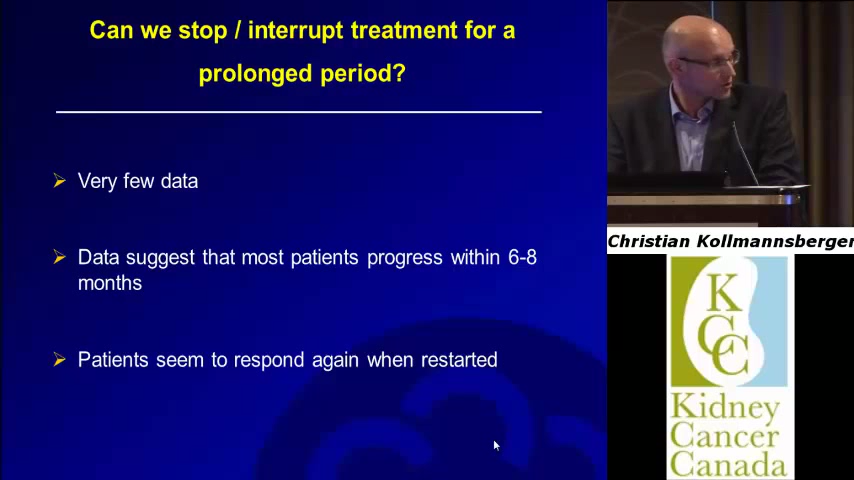 Can we stop / interrupt treatment for a
prolonged period?
Very few data
Data suggest that most patients progress within 6-8
months
Patients seem to respond again when restarted
Christian Kollmannsberger
K
C
C
Kidney
Cancer
Canada